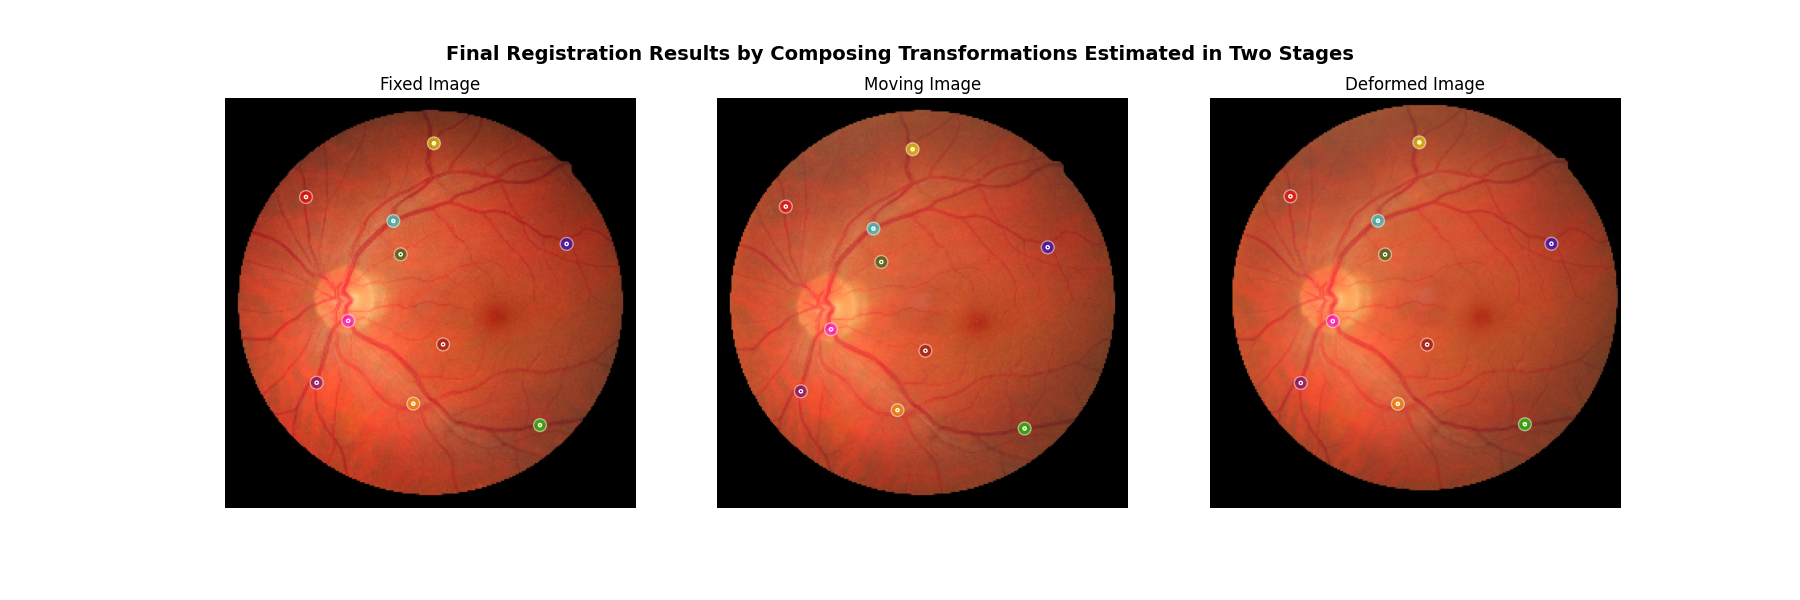 Final Registration Results by Composing Transformations Estimated in Two Stages
Fixed Image
Moving Image
Deformed Image